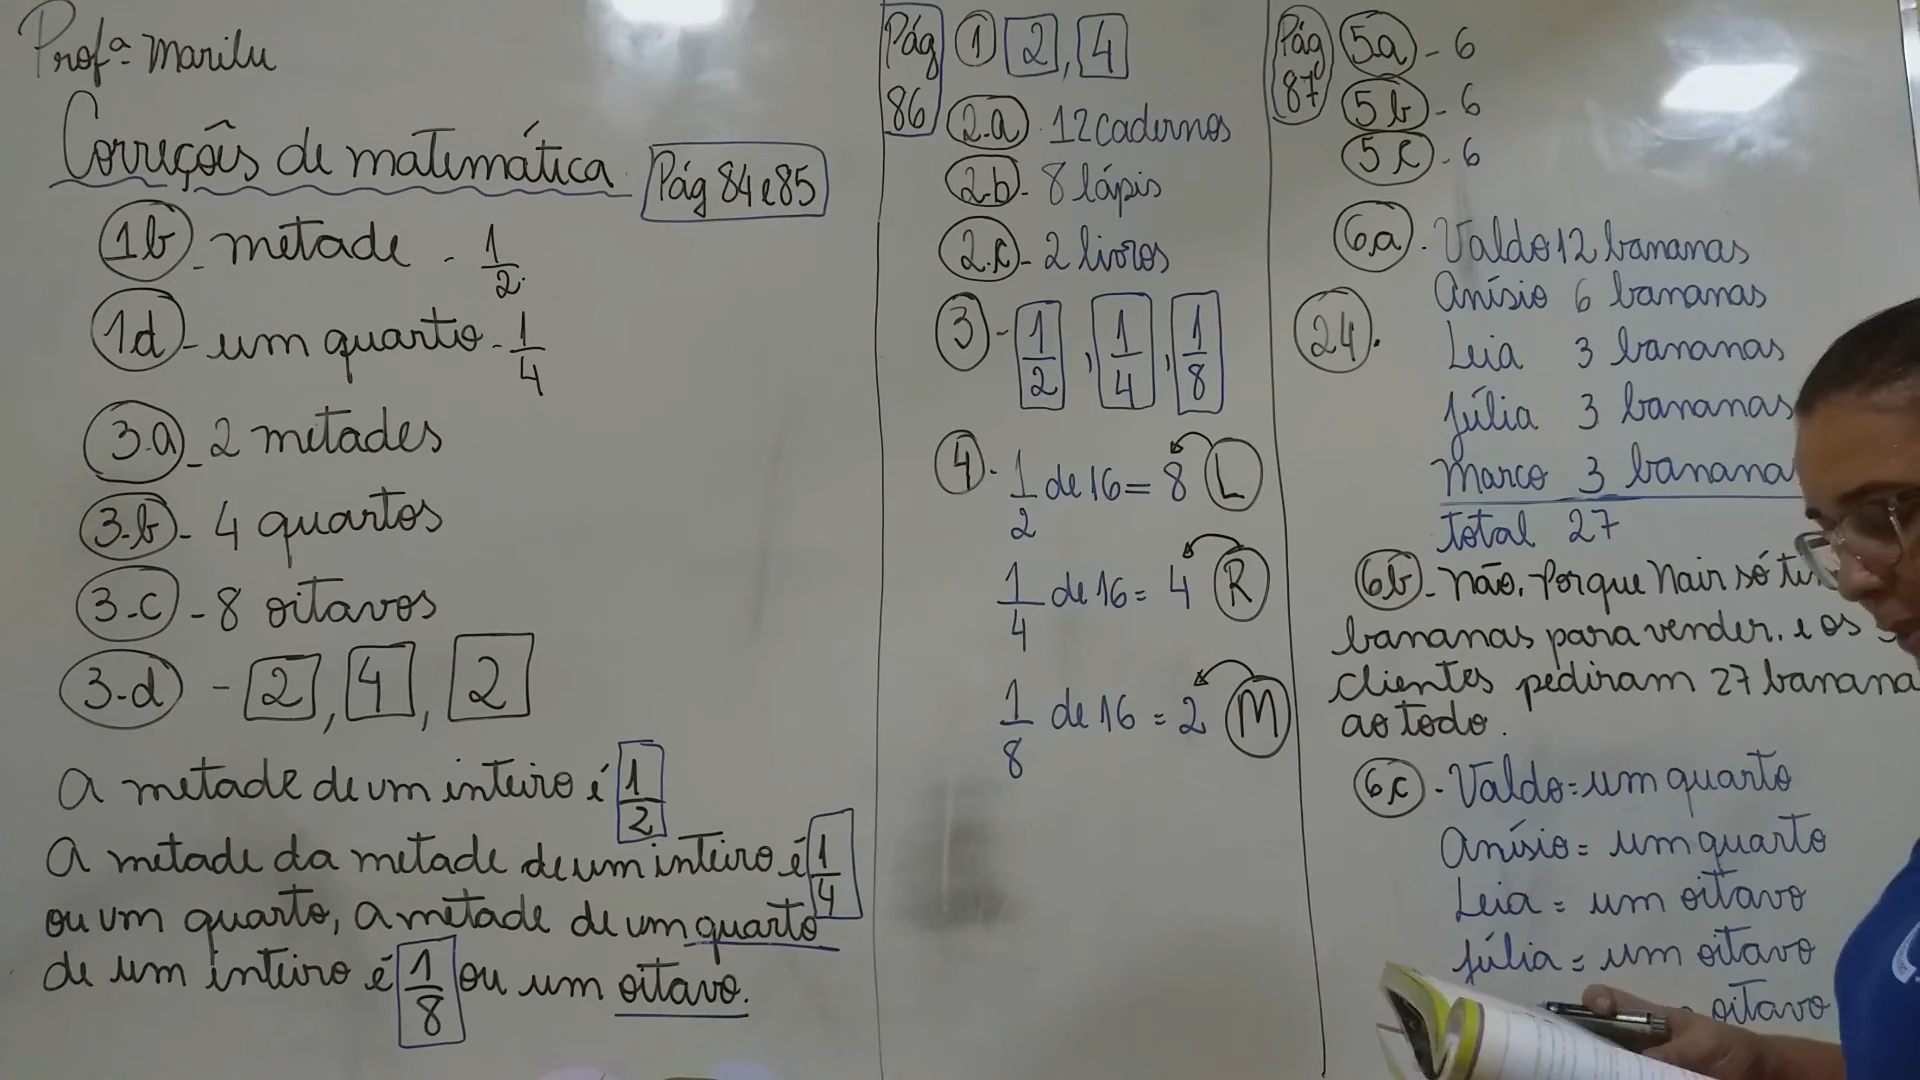 Profª Marilu
Correções de matemática Pág 84 e 85
1b - metade - 1/2
1d - um quarto - 1/4
3.a - 2 metades
3.b - 4 quartos
3-c - 8 oitavos
3-d - 2, 4, 2
A metade de um inteiro é 1/2
A metade da metade de um inteiro é 1/4
ou um quarto, a metade de um quarto
de um inteiro é 1/8 ou um oitavo.
Pág 86
1 2, 4
2.a - 12 cadernos
2.b - 8 lápis
2.c - 2 livros
3 - 1/2, 1/4, 1/8
4. 1/2 de 16 = 8 L
1/4 de 16 = 4 R
1/8 de 16 = 2 M
Pág 87
5a - 6
5b - 6
5c - 6
6a. Valdo 12 bananas
Anísio 6 bananas
24. Leia 3 bananas
Júlia 3 bananas
Marco 3 banana
total 27
6b - Não. Porque Nair só
bananas para vender. e os
clientes pediram 27 banana
ao todo.
6c. Valdo = um quarto
Anísio = um quarto
Leia = um oitavo
Júlia = um oitavo
oitavo